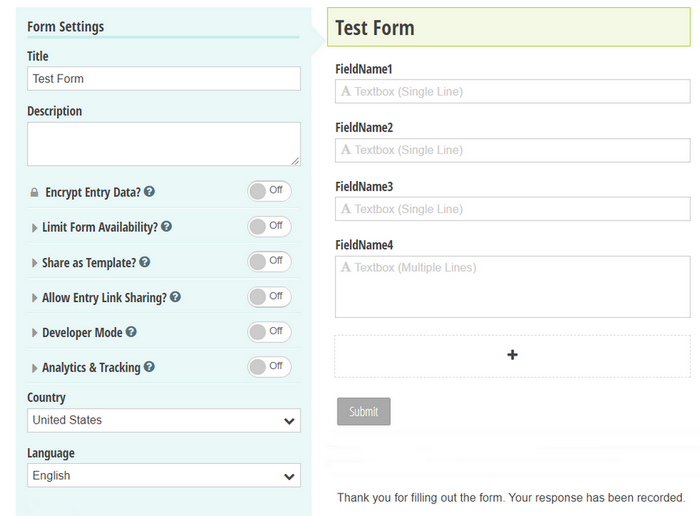 Form Settings
Title
Test Form
Description
Encrypt Entry Data?
Off
Limit Form Availability?
Off
Share as Template?
Off
Allow Entry Link Sharing?
Off
Developer Mode
Off
Analytics & Tracking
Off
Country
United States
Language
English
Test Form
FieldName1
A Textbox (Single Line)
FieldName2
A Textbox (Single Line)
FieldName3
A Textbox (Single Line)
FieldName4
A Textbox (Multiple Lines)
+
Submit
Thank you for filling out the form. Your response has been recorded.